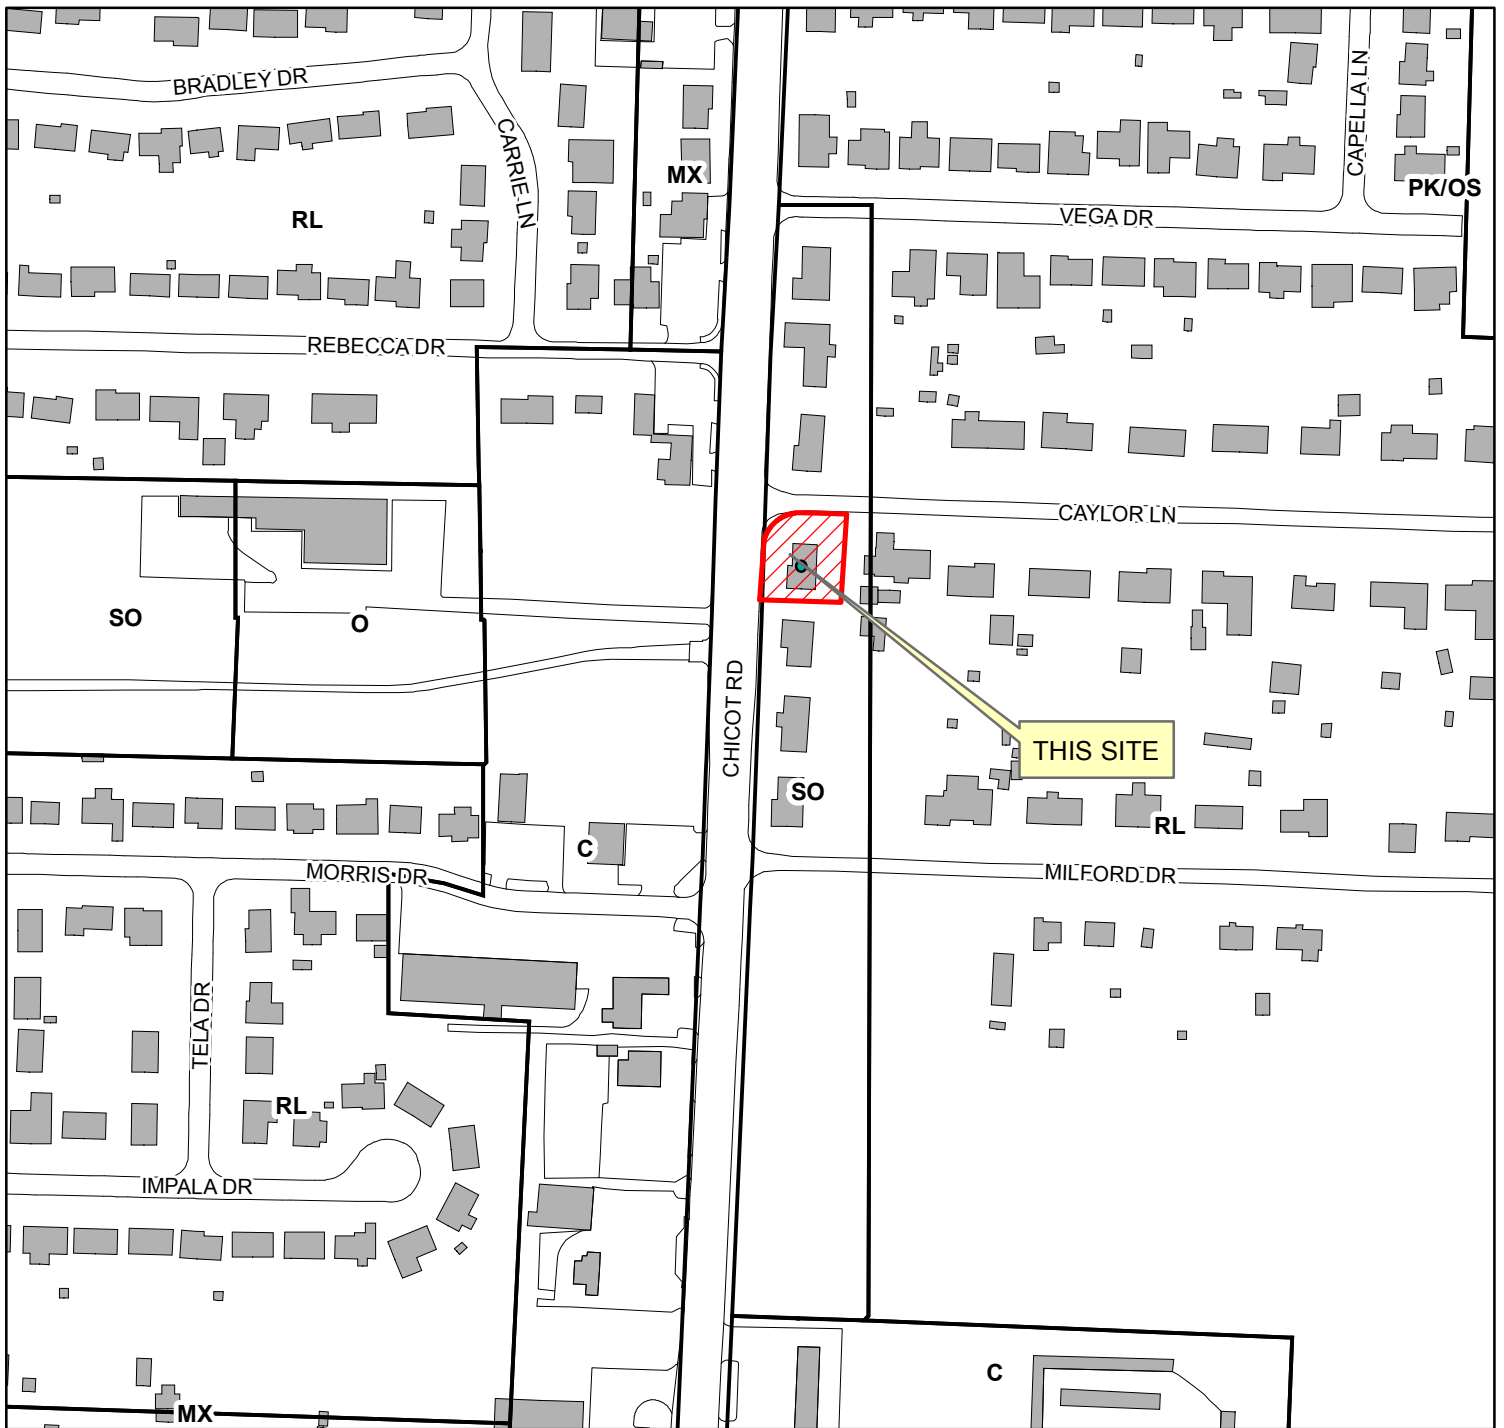 BRADLEY DR
CARRIE LN
CAPELLA LN
MX
PK/OS
RL
VEGA DR
REBECCA DR
CAYLOR LN
SO
O
CHICOT RD
THIS SITE
SO
RL
C
MORRIS DR
MILFORD DR
TELA DR
RL
IMPALA DR
C
MX